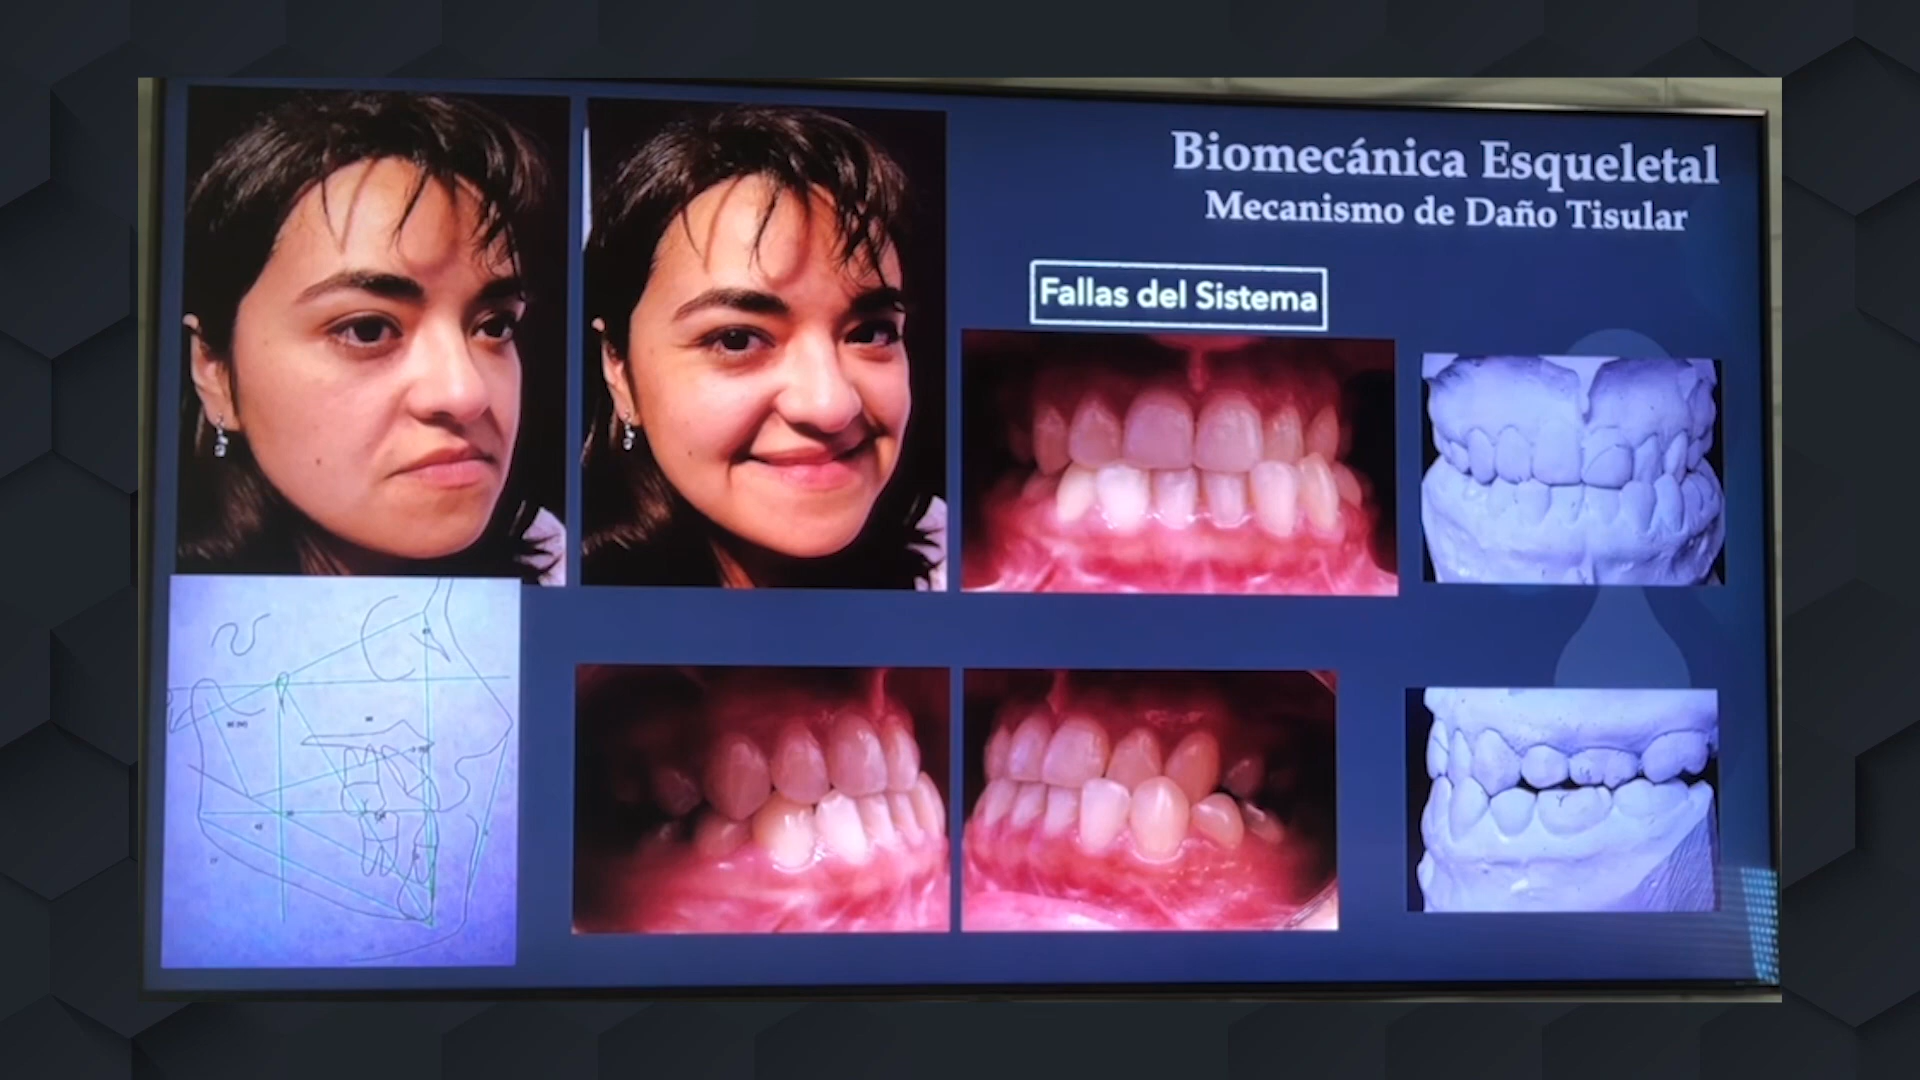 Biomecánica Esqueletal
Mecanismo de Daño Tisular
Fallas del Sistema